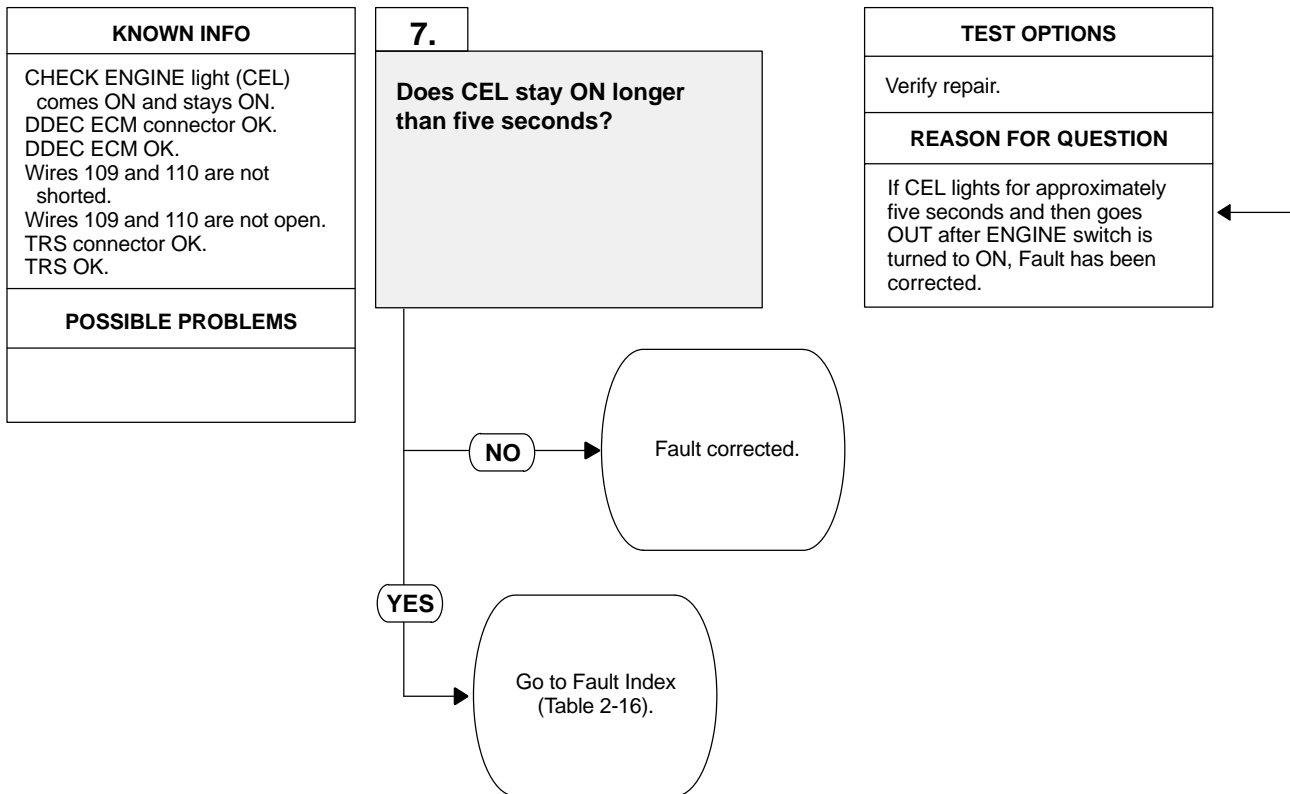 KNOWN INFO
CHECK ENGINE light (CEL)
comes ON and stays ON.
DDEC ECM connector OK.
DDEC ECM OK.
Wires 109 and 110 are not
shorted.
Wires 109 and 110 are not open.
TRS connector OK.
TRS OK.
POSSIBLE PROBLEMS
7.
Does CEL stay ON longer
than five seconds?
TEST OPTIONS
Verify repair.
REASON FOR QUESTION
If CEL lights for approximately
five seconds and then goes
OUT after ENGINE switch is
turned to ON, Fault has been
corrected.
NO
Fault corrected.
YES
Go to Fault Index
(Table 2-16).